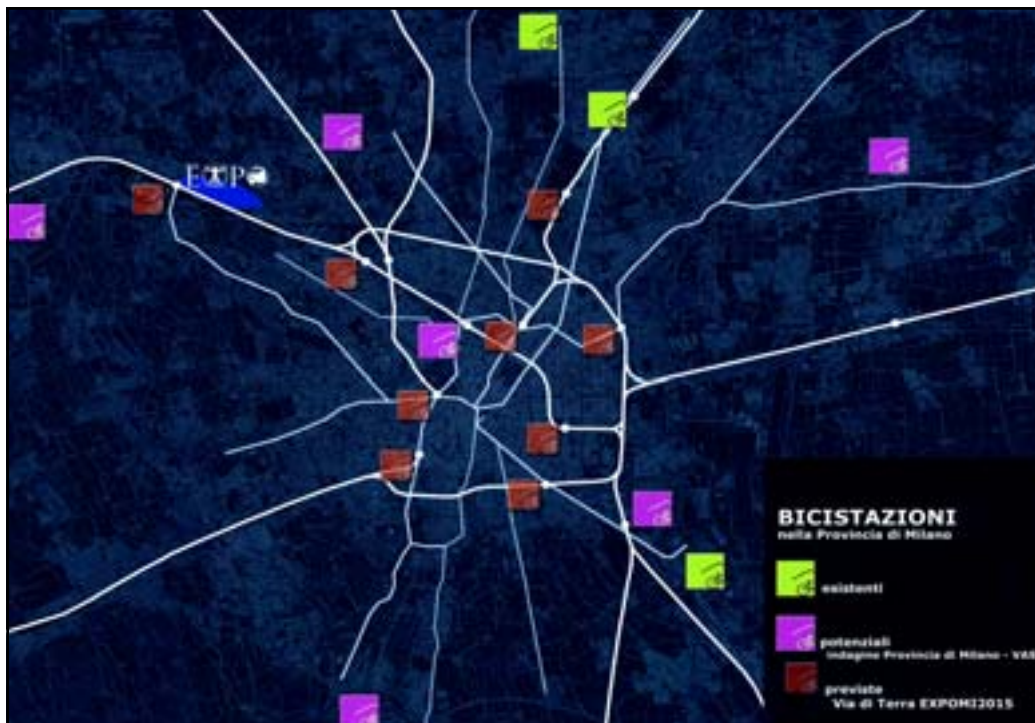 EXPO
BICISTAZIONI
nella Provincia di Milano
esistenti
potenziali
indagine Provincia di Milano - VAS
previste
Via di Terra EXPOMI2015